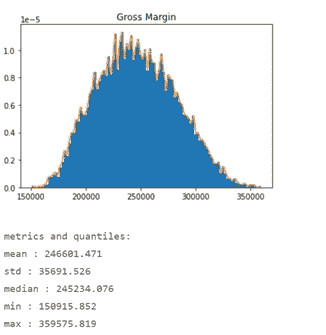 Gross Margin
1e-5
1.0
0.8
0.6
0.4
0.2
0.0
150000 200000 250000 300000 350000
metrics and quantiles:
mean : 246601.471
std : 35691.526
median : 245234.076
min : 150915.852
max : 359575.819